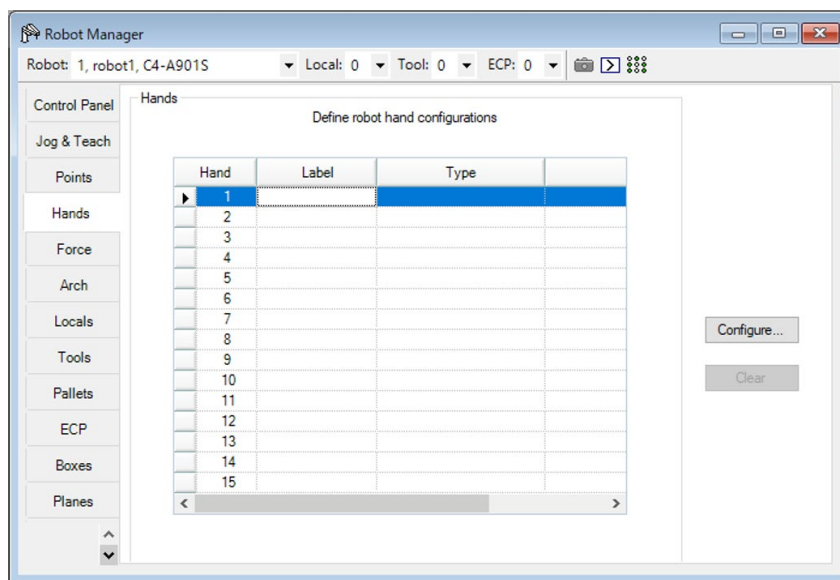 Robot Manager
Robot: 1, robot1, C4-A901S Local: 0 Tool: 0 ECP: 0
Control Panel
Jog & Teach
Points
Hands
Force
Arch
Locals
Tools
Pallets
ECP
Boxes
Planes
Hands
Define robot hand configurations
Hand Label Type
1
2
3
4
5
6
7
8
9
10
11
12
13
14
15
Configure...
Clear